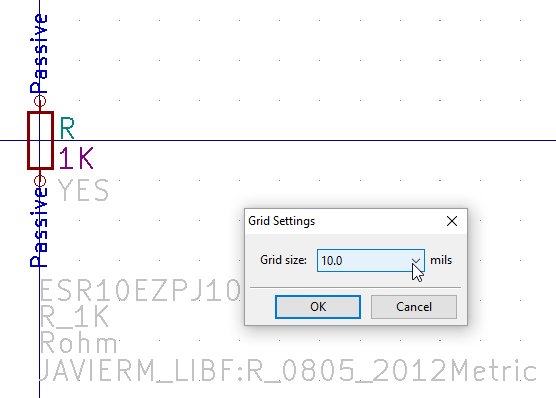 Passive
R
1K
YES
Passive
Grid Settings
Grid size: 10.0 mils
OK Cancel
ESR10EZPJ10
R_1K
Rohm
JAVIERM_LIBF:R_0805_2012Metric